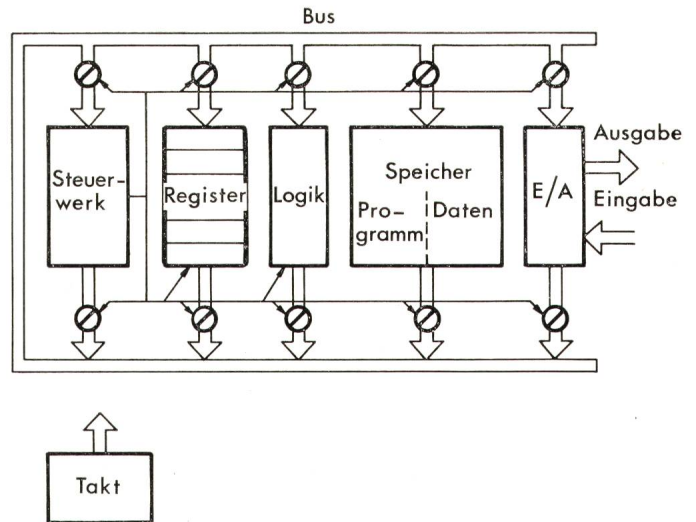 Bus
Steuer-
werk
Register
Logik
Speicher
Pro-
gramm
Daten
E/A
Ausgabe
Eingabe
Takt